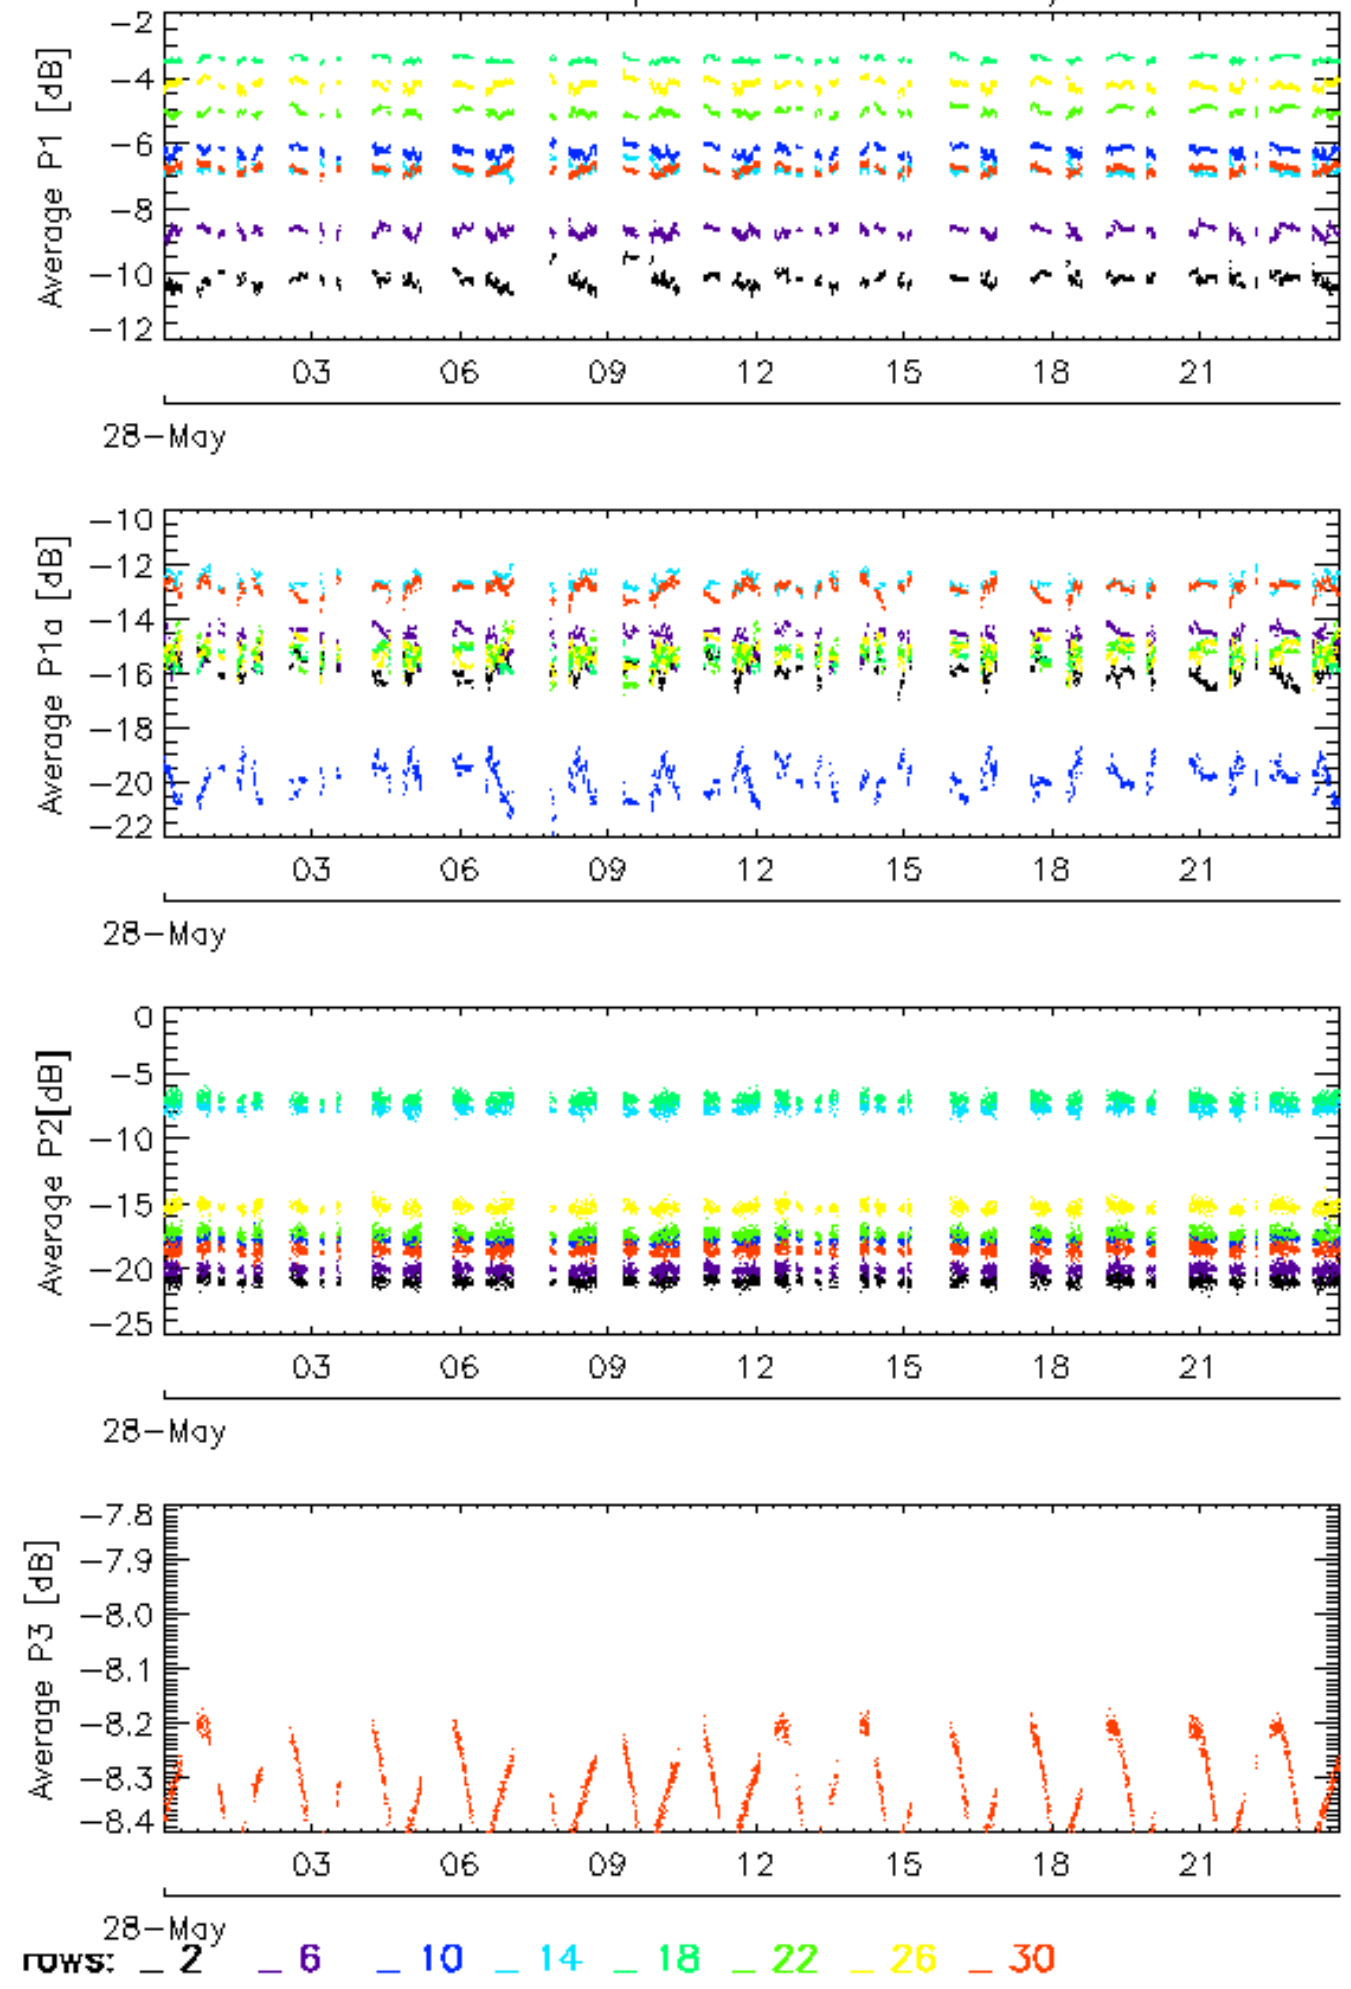 Average P1 [dB]
-2
-4
-6
-8
-10
-12
03 06 09 12 15 18 21
28-May
Average P1a [dB]
-10
-12
-14
-16
-18
-20
-22
03 06 09 12 15 18 21
28-May
Average P2[dB]
0
-5
-10
-15
-20
-25
03 06 09 12 15 18 21
28-May
Average P3 [dB]
-7.8
-7.9
-8.0
-8.1
-8.2
-8.3
-8.4
03 06 09 12 15 18 21
28-May
rows: _ 2 _ 6 _ 10 _ 14 _ 18 _ 22 _ 26 _ 30